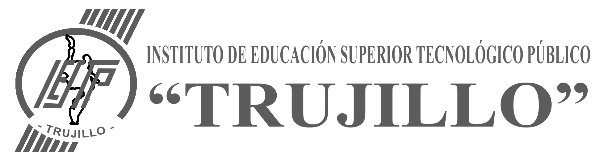 INSTITUTO DE EDUCACIÓN SUPERIOR TECNOLÓGICO PÚBLICO
“TRUJILLO”
- TRUJILLO -